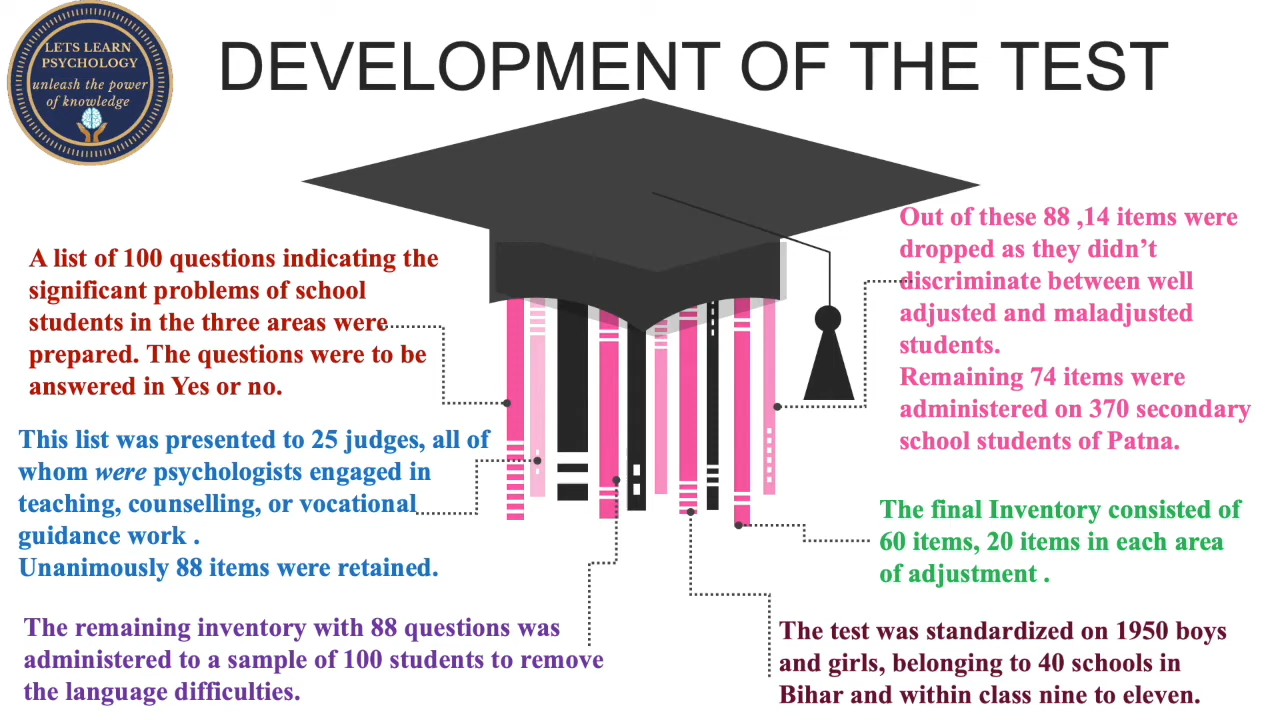 LETS LEARN
PSYCHOLOGY
unleash the power
of knowledge
DEVELOPMENT OF THE TEST
A list of 100 questions indicating the
significant problems of school
students in the three areas were
prepared. The questions were to be
answered in Yes or no.
This list was presented to 25 judges, all of
whom were psychologists engaged in
teaching, counselling, or vocational
guidance work .
Unanimously 88 items were retained.
The remaining inventory with 88 questions was
administered to a sample of 100 students to remove
the language difficulties.
Out of these 88 ,14 items were
dropped as they didn’t
discriminate between well
adjusted and maladjusted
students.
Remaining 74 items were
administered on 370 secondary
school students of Patna.
The final Inventory consisted of
60 items, 20 items in each area
of adjustment .
The test was standardized on 1950 boys
and girls, belonging to 40 schools in
Bihar and within class nine to eleven.